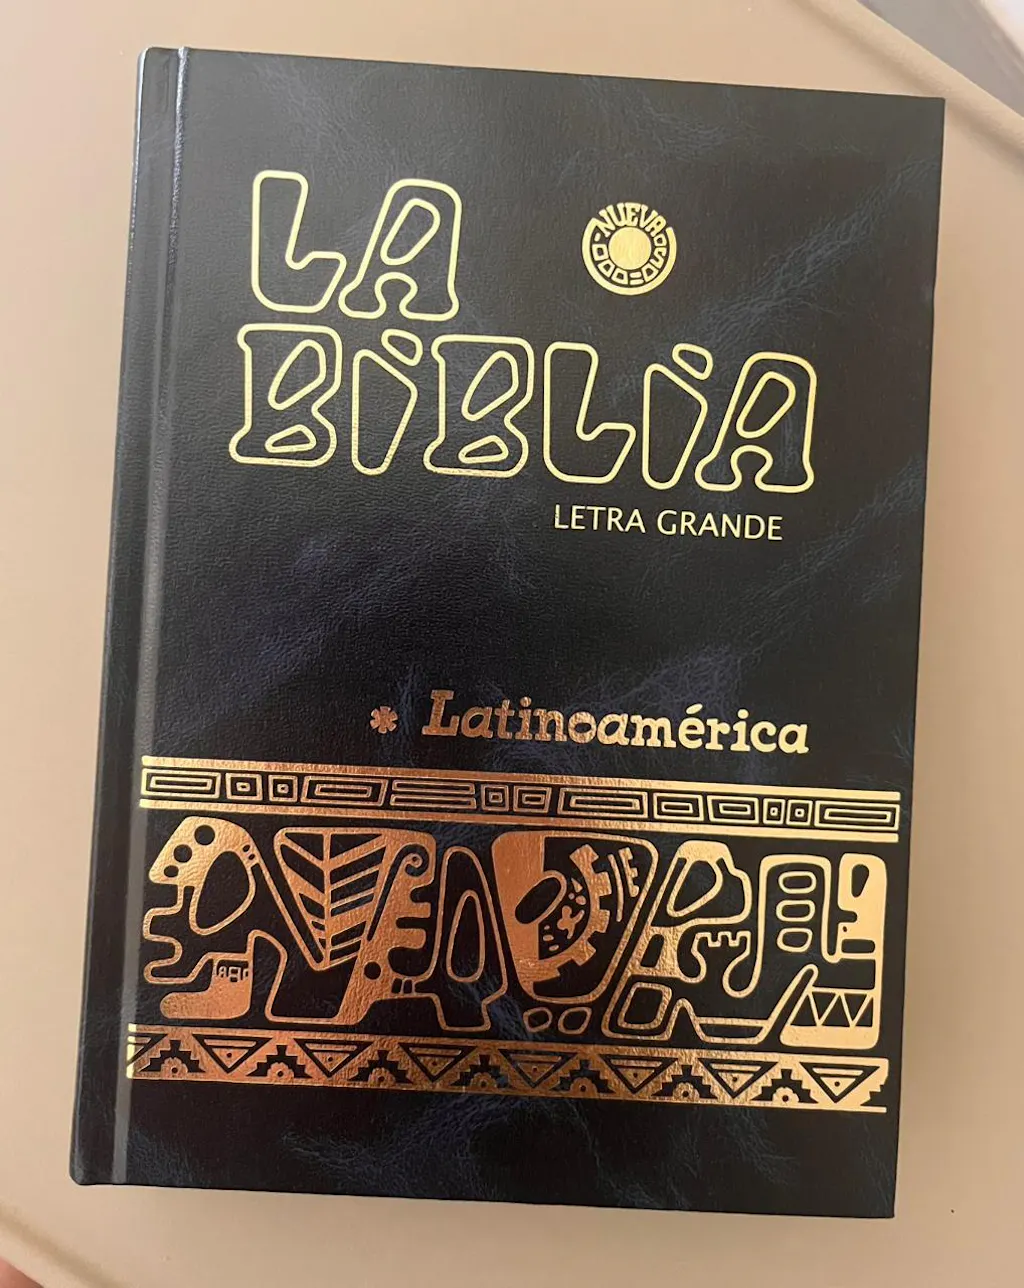 LA
NUEVA
BIBLIA
LETRA GRANDE
* Latinoamérica